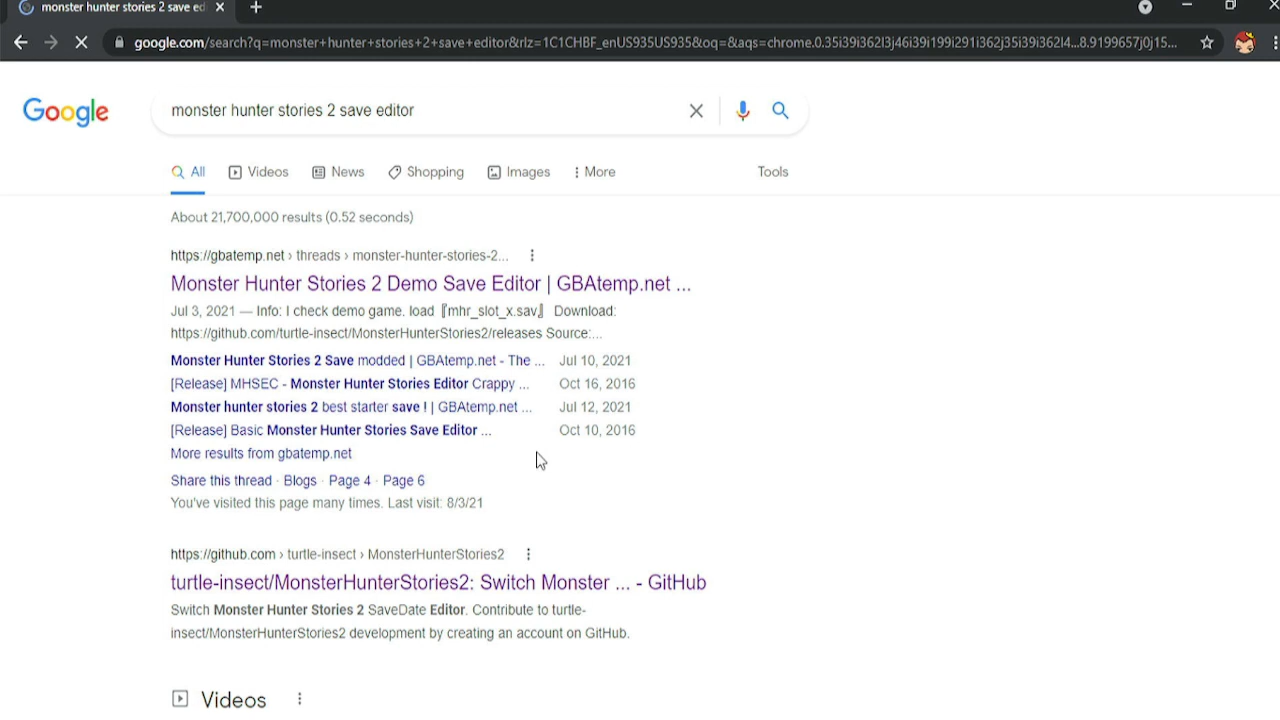 monster hunter stories 2 save ed
google.com/search?q=monster+hunter+stories+2+save+editor&rlz=1C1CHBF_enUS935US935&oq=&aqs=chrome.0.35i39i362l3j46i39i199i291i362j35i39i362l4...8.9199657j0j15...
Google
monster hunter stories 2 save editor
All Videos News Shopping Images More Tools
About 21,700,000 results (0.52 seconds)
https://gbatemp.net › threads › monster-hunter-stories-2...
Monster Hunter Stories 2 Demo Save Editor | GBAtemp.net ...
Jul 3, 2021 — Info: I check demo game. load『mhr_slot_x.sav』 Download:
https://github.com/turtle-insect/MonsterHunterStories2/releases Source:...
Monster Hunter Stories 2 Save modded | GBAtemp.net - The ... Jul 10, 2021
[Release] MHSEC - Monster Hunter Stories Editor Crappy ... Oct 16, 2016
Monster hunter stories 2 best starter save ! | GBAtemp.net ... Jul 12, 2021
[Release] Basic Monster Hunter Stories Save Editor ... Oct 10, 2016
More results from gbatemp.net
Share this thread · Blogs · Page 4 · Page 6
You've visited this page many times. Last visit: 8/3/21
https://github.com › turtle-insect › MonsterHunterStories2
turtle-insect/MonsterHunterStories2: Switch Monster ... - GitHub
Switch Monster Hunter Stories 2 SaveDate Editor. Contribute to turtle-
insect/MonsterHunterStories2 development by creating an account on GitHub.
Videos